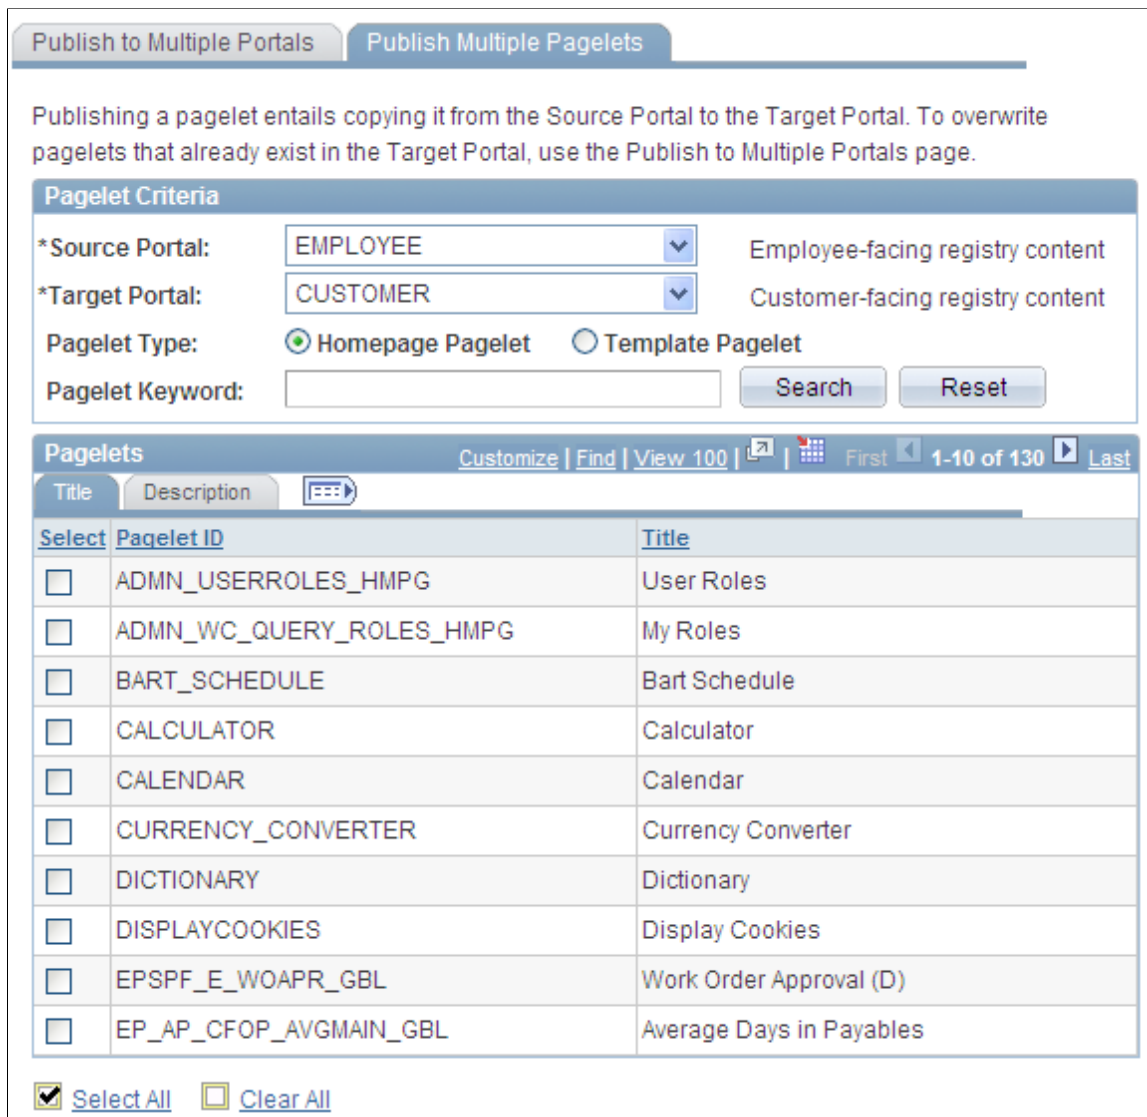 Publish to Multiple Portals Publish Multiple Pagelets
Publishing a pagelet entails copying it from the Source Portal to the Target Portal. To overwrite
pagelets that already exist in the Target Portal, use the Publish to Multiple Portals page.
Pagelet Criteria
*Source Portal: EMPLOYEE Employee-facing registry content
*Target Portal: CUSTOMER Customer-facing registry content
Pagelet Type: Homepage Pagelet Template Pagelet
Pagelet Keyword: Search Reset
Pagelets Customize | Find | View 100 | | First 1-10 of 130 Last
Title Description
Select Pagelet ID Title
ADMN_USERROLES_HMPG User Roles
ADMN_WC_QUERY_ROLES_HMPG My Roles
BART_SCHEDULE Bart Schedule
CALCULATOR Calculator
CALENDAR Calendar
CURRENCY_CONVERTER Currency Converter
DICTIONARY Dictionary
DISPLAYCOOKIES Display Cookies
EPSPF_E_WOAPR_GBL Work Order Approval (D)
EP_AP_CFOP_AVGMAIN_GBL Average Days in Payables
Select All Clear All